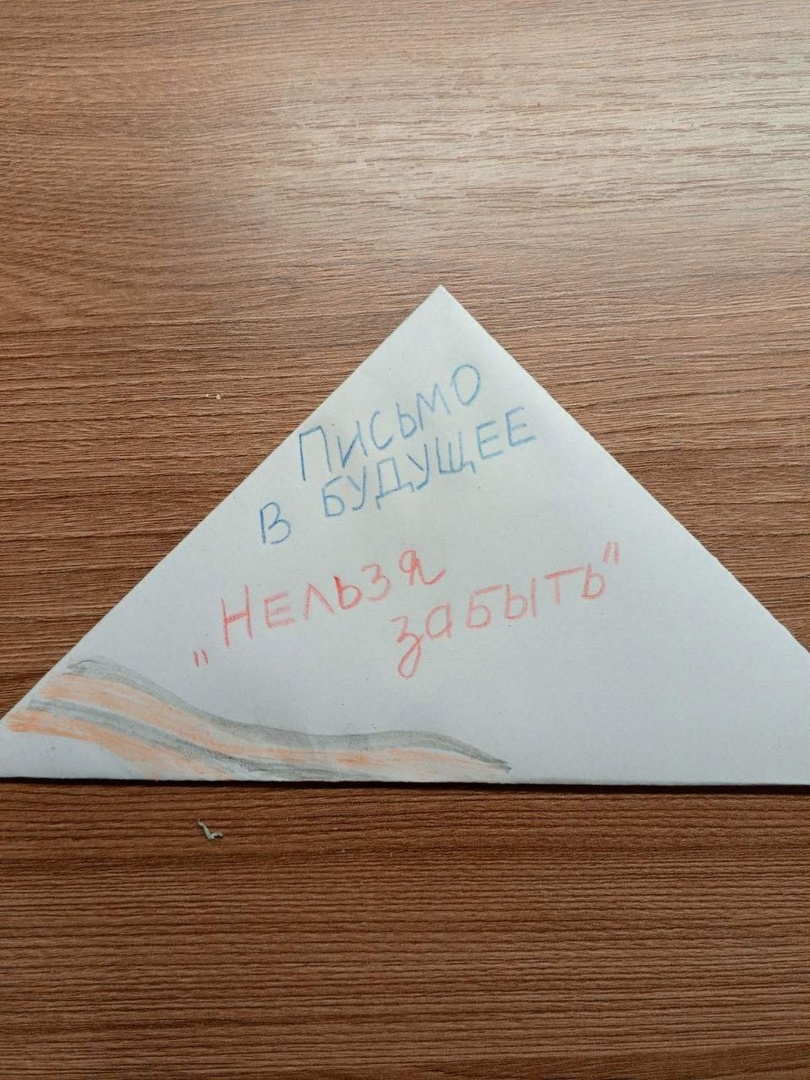 Письмо
в будущее
„Нельзя
забыть"